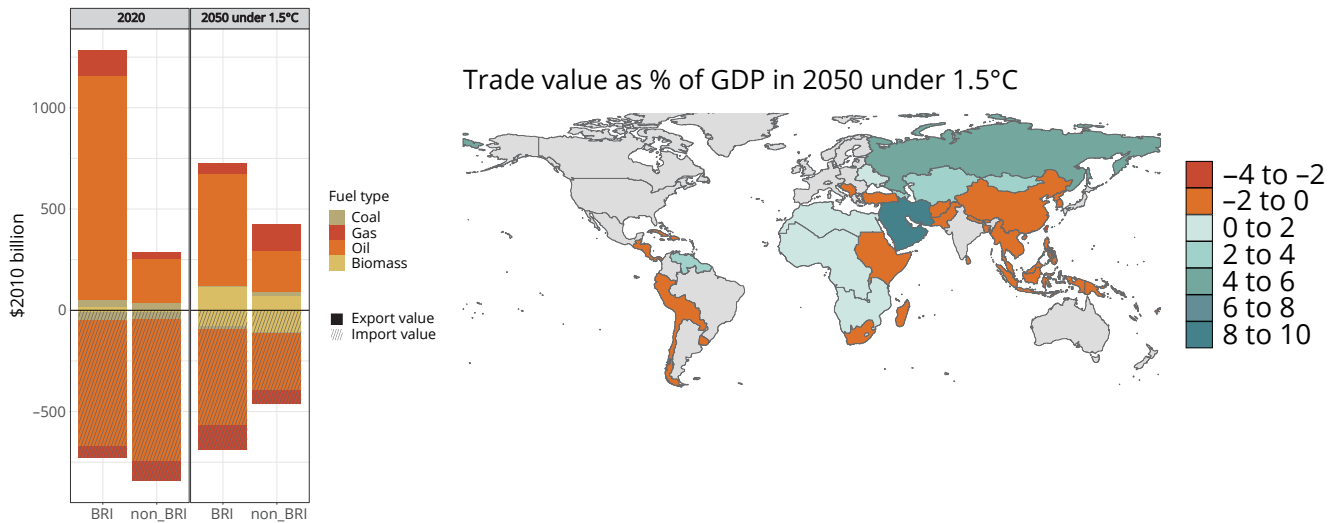 2020
2050 under 1.5°C
$2010 billion
1000
500
0
−500
BRI
non_BRI
BRI
non_BRI
Fuel type
Coal
Gas
Oil
Biomass
Export value
Import value
Trade value as % of GDP in 2050 under 1.5°C
−4 to −2
−2 to 0
0 to 2
2 to 4
4 to 6
6 to 8
8 to 10